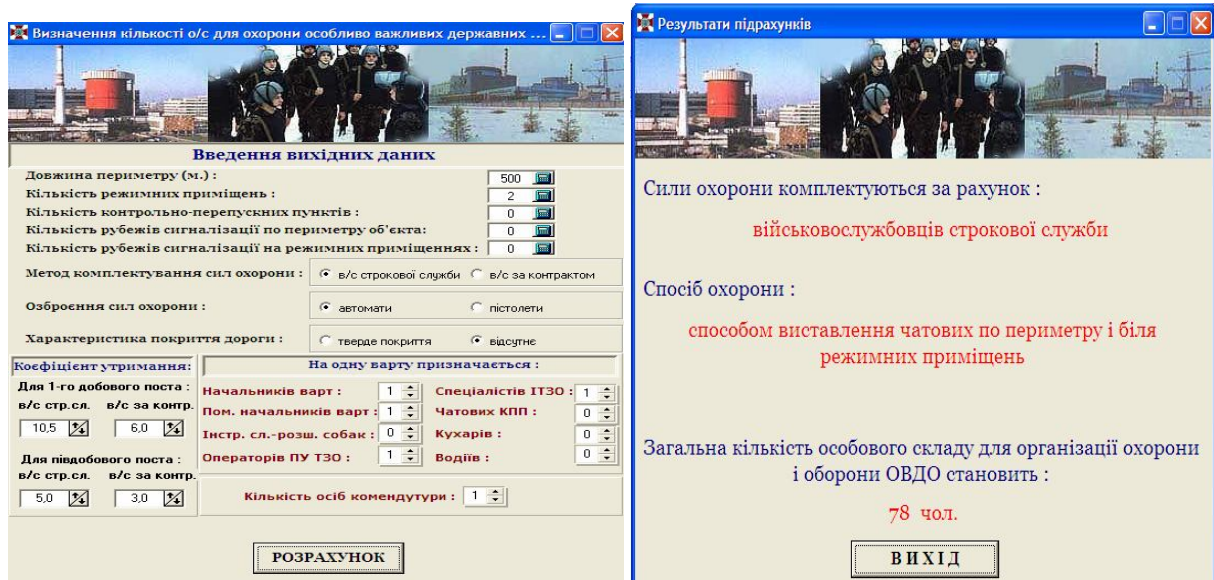 Визначення кількості о/с для охорони особливо важливих державних ...
Введення вихідних даних
Довжина периметру (м.) : 500
Кількість режимних приміщень : 2
Кількість контрольно-перепускних пунктів : 0
Кількість рубежів сигналізації по периметру об'єкта: 0
Кількість рубежів сигналізації на режимних приміщеннях : 0
Метод комплектування сил охорони : в/с строкової служби в/с за контрактом
Озброєння сил охорони : автомати пістолети
Характеристика покриття дороги : тверде покриття відсутнє
Коефіцієнт утримання:
Для 1-го добового поста :
в/с стр.сл. в/с за контр.
10,5 6,0
Для півдобового поста :
в/с стр.сл. в/с за контр.
5,0 3,0
На одну варту призначається :
Начальників варт : 1 Спеціалістів ІТЗО : 1
Пом. начальників варт : 1 Чатових КПП : 0
Інстр. сл.-розш. собак : 0 Кухарів : 0
Операторів ПУ ТЗО : 1 Водіїв : 0
Кількість осіб комендутури : 1
РОЗРАХУНОК
Результати підрахунків
Сили охорони комплектуються за рахунок :
військовослужбовців строкової служби
Спосіб охорони :
способом виставлення чатових по периметру і біля
режимних приміщень
Загальна кількість особового складу для організації охорони
і оборони ОВДО становить :
78 чол.
ВИХІД